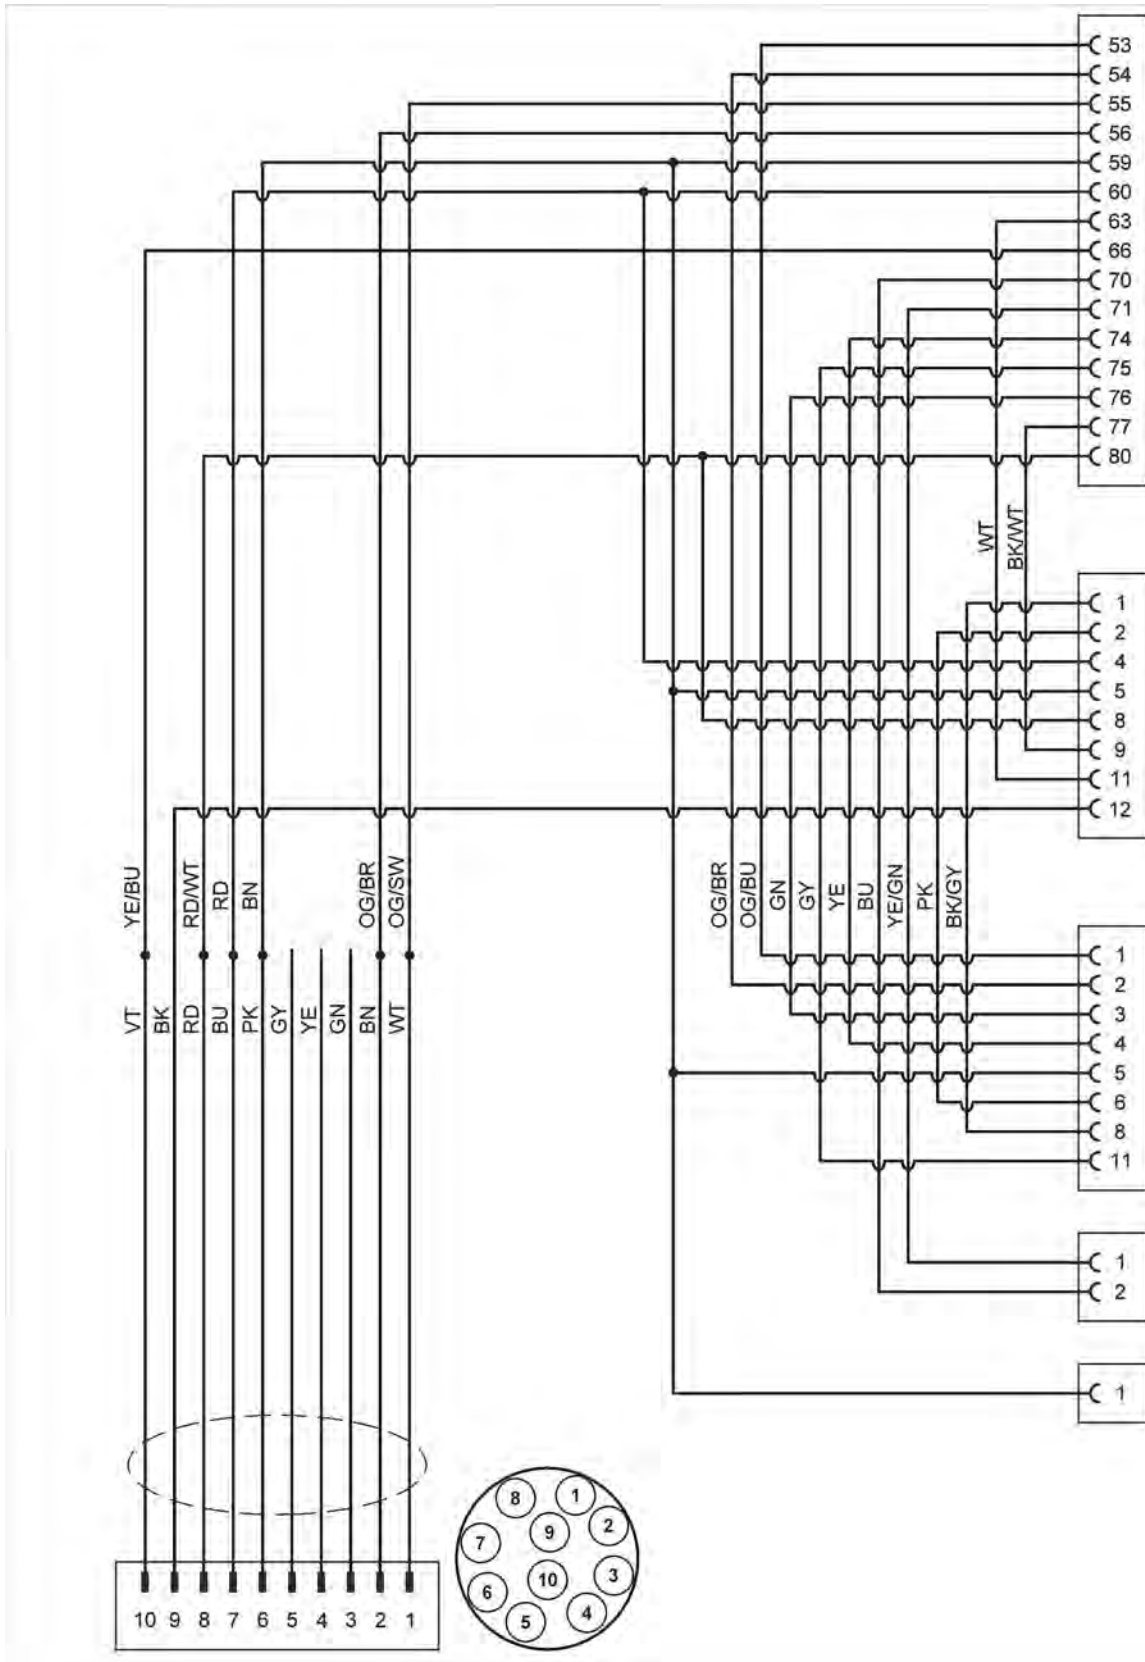 53
54
55
56
59
60
63
66
70
71
74
75
76
77
80
WT
BK/WT
1
2
4
5
8
9
11
12
YE/BU
RD/WT
RD
BN
OG/BR
OG/SW
OG/BR
OG/BU
GN
GY
YE
BU
YE/GN
PK
BK/GY
VT
BK
RD
BU
PK
GY
YE
GN
BN
WT
1
2
3
4
5
6
8
11
1
2
1
8
1
9
2
7
10
3
6
5
4
10 9 8 7 6 5 4 3 2 1